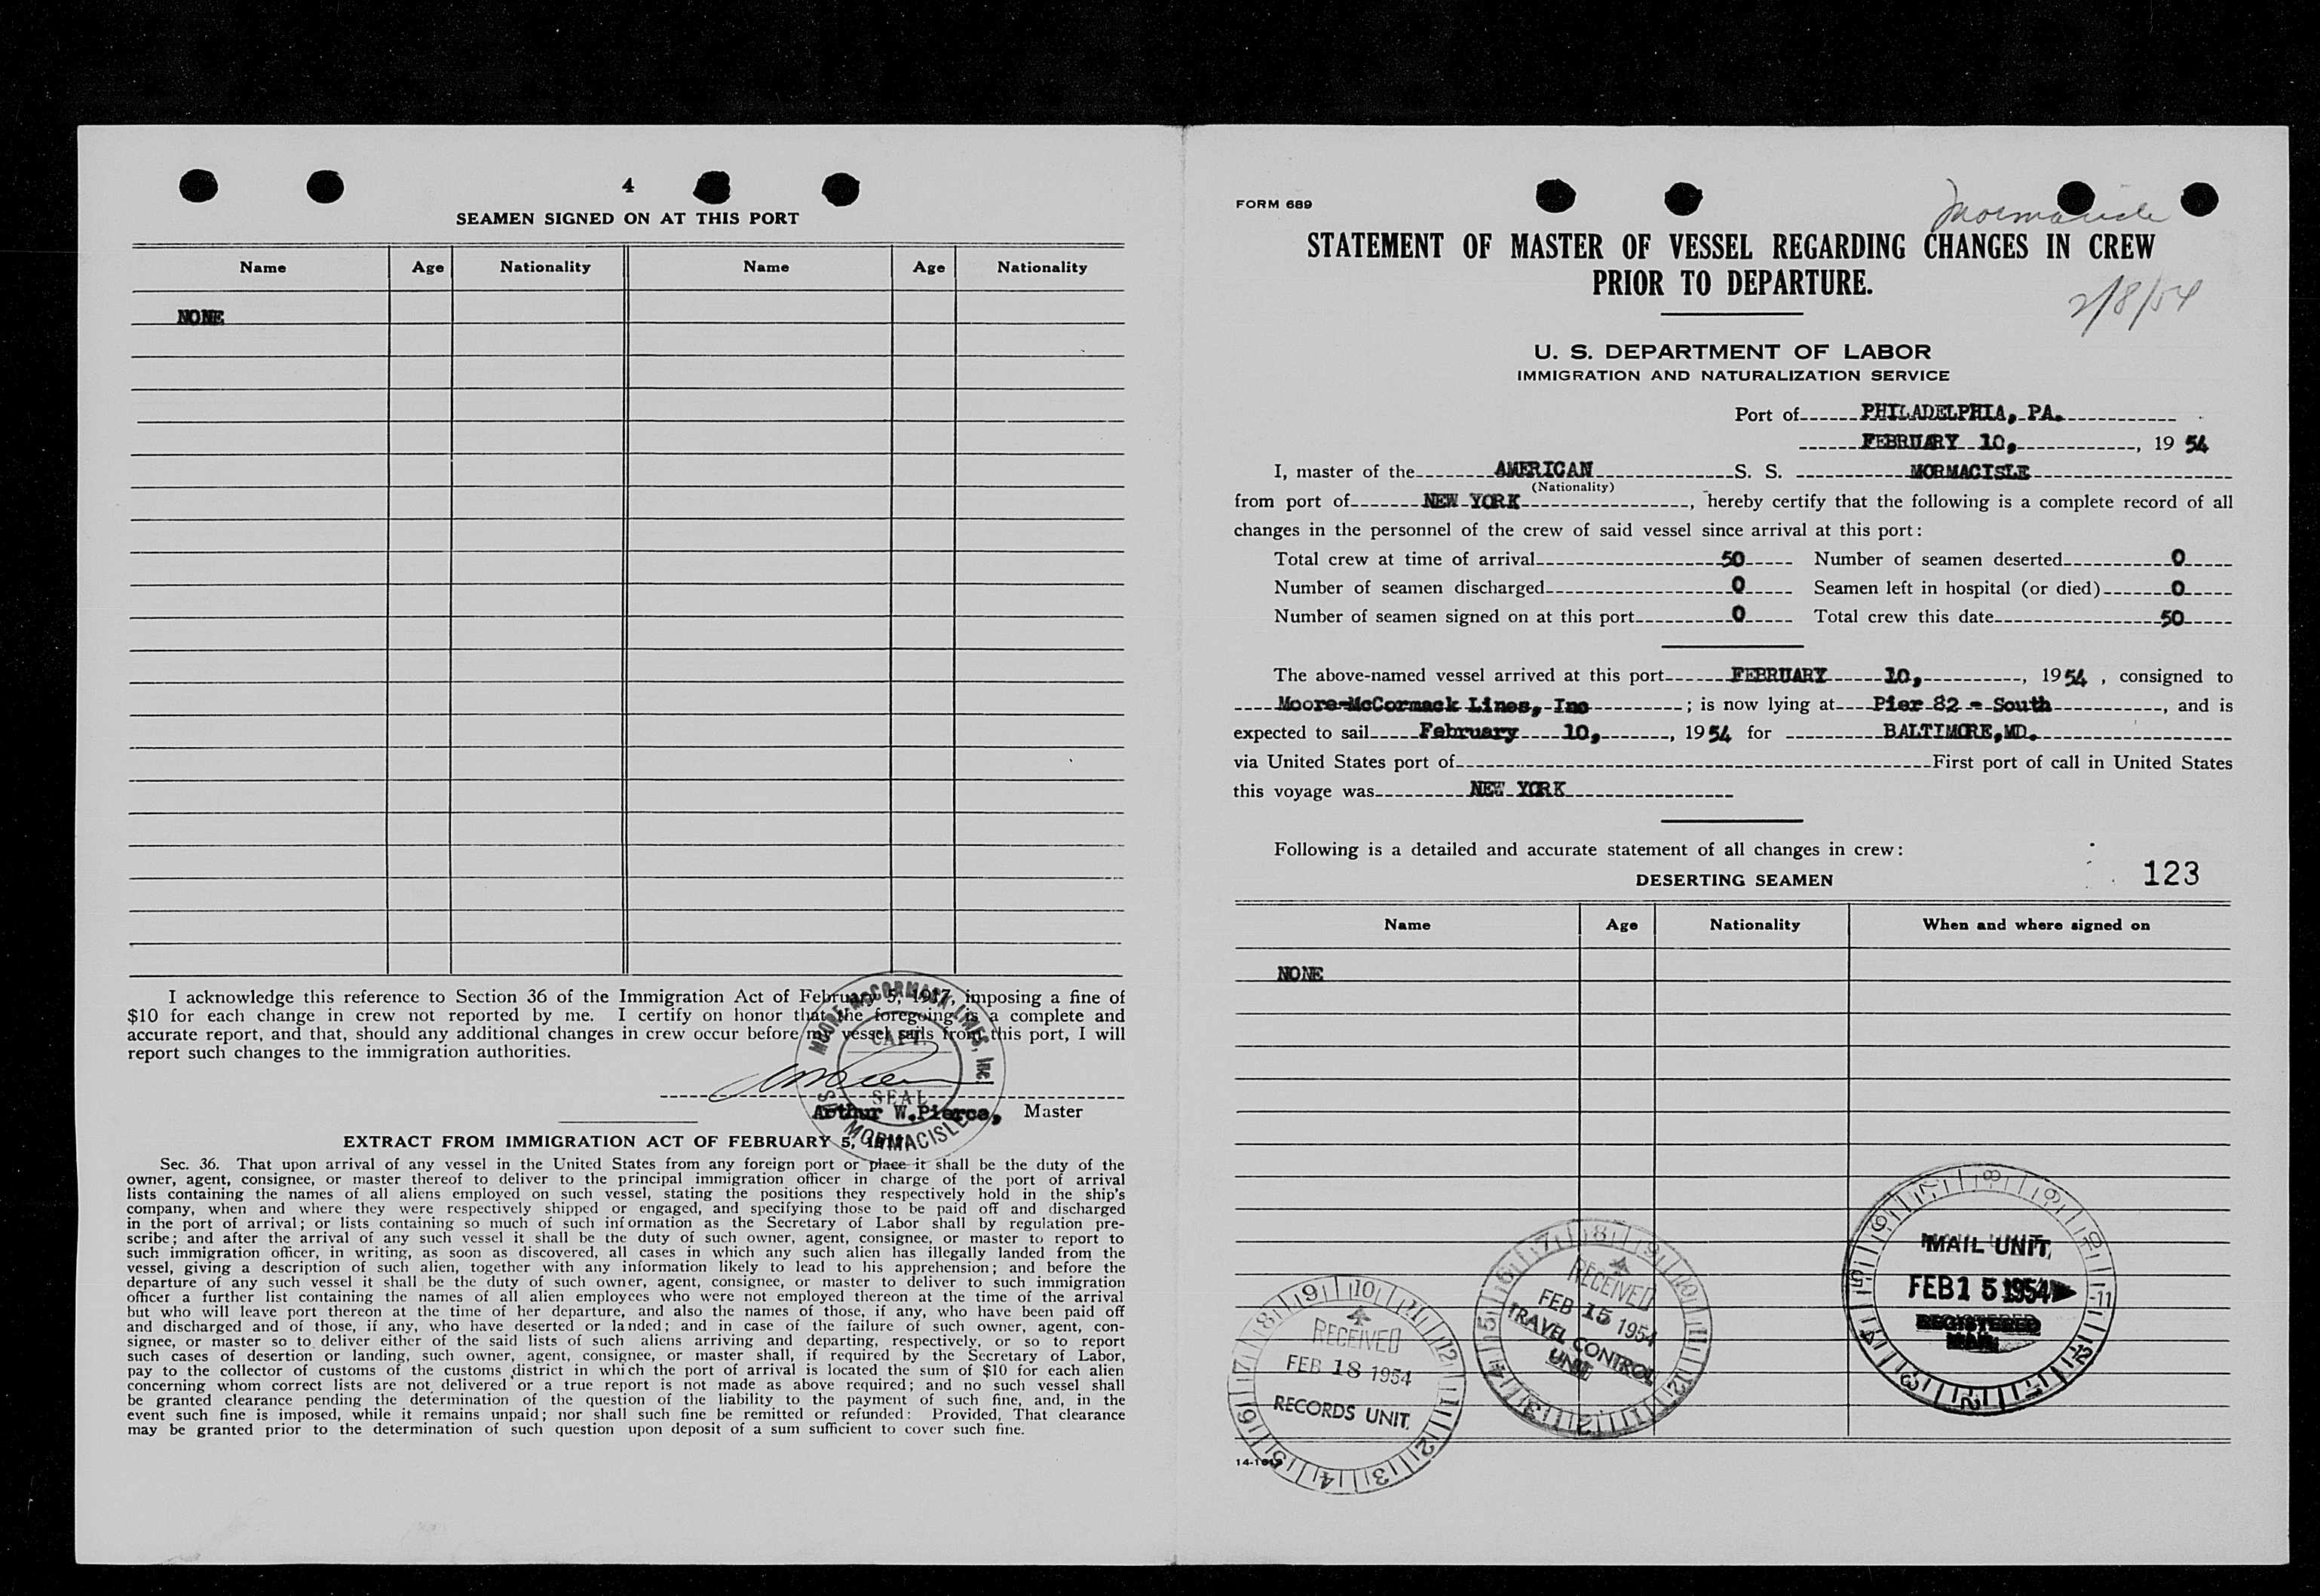 4
SEAMEN SIGNED ON AT THIS PORT
Name Age Nationality Name Age Nationality
NONE
I acknowledge this reference to Section 36 of the Immigration Act of February 5, 1917, imposing a fine of
$10 for each change in crew not reported by me. I certify on honor that the foregoing is a complete and
accurate report, and that, should any additional changes in crew occur before my vessel sails from this port, I will
report such changes to the immigration authorities.
MOORE-McCORMACK LINES, Inc.
CAPT.
SEAL
SS MORMACISLE
Arthur W.Pierce, Master
EXTRACT FROM IMMIGRATION ACT OF FEBRUARY 5, 1917
Sec. 36. That upon arrival of any vessel in the United States from any foreign port or place it shall be the duty of the
owner, agent, consignee, or master thereof to deliver to the principal immigration officer in charge of the port of arrival
lists containing the names of all aliens employed on such vessel, stating the positions they respectively hold in the ship's
company, when and where they were respectively shipped or engaged, and specifying those to be paid off and discharged
in the port of arrival; or lists containing so much of such information as the Secretary of Labor shall by regulation pre-
scribe; and after the arrival of any such vessel it shall be the duty of such owner, agent, consignee, or master to report to
such immigration officer, in writing, as soon as discovered, all cases in which any such alien has illegally landed from the
vessel, giving a description of such alien, together with any information likely to lead to his apprehension; and before the
departure of any such vessel it shall be the duty of such owner, agent, consignee, or master to deliver to such immigration
officer a further list containing the names of all alien employees who were not employed thereon at the time of the arrival
but who will leave port thereon at the time of her departure, and also the names of those, if any, who have been paid off
and discharged and of those, if any, who have deserted or landed; and in case of the failure of such owner, agent, con-
signee, or master so to deliver either of the said lists of such aliens arriving and departing, respectively, or so to report
such cases of desertion or landing, such owner, agent, consignee, or master shall, if required by the Secretary of Labor,
pay to the collector of customs of the customs district in which the port of arrival is located the sum of $10 for each alien
concerning whom correct lists are not delivered or a true report is not made as above required; and no such vessel shall
be granted clearance pending the determination of the question of the liability to the payment of such fine, and, in the
event such fine is imposed, while it remains unpaid; nor shall such fine be remitted or refunded: Provided, That clearance
may be granted prior to the determination of such question upon deposit of a sum sufficient to cover such fine.
FORM 689
Mormacisle
STATEMENT OF MASTER OF VESSEL REGARDING CHANGES IN CREW
PRIOR TO DEPARTURE.
2/8/54
U. S. DEPARTMENT OF LABOR
IMMIGRATION AND NATURALIZATION SERVICE
Port of PHILADELPHIA, PA.
FEBRUARY 10, , 19 54
I, master of the AMERICAN S. S. MORMACISLE
(Nationality)
from port of NEW YORK , hereby certify that the following is a complete record of all
changes in the personnel of the crew of said vessel since arrival at this port:
Total crew at time of arrival 50 Number of seamen deserted 0
Number of seamen discharged 0 Seamen left in hospital (or died) 0
Number of seamen signed on at this port 0 Total crew this date 50
The above-named vessel arrived at this port FEBRUARY 10, , 1954 , consigned to
Moore-McCormack Lines, Inc ; is now lying at Pier 82 - South , and is
expected to sail February 10, , 1954 for BALTIMORE,MD.
via United States port of First port of call in United States
this voyage was NEW YORK
Following is a detailed and accurate statement of all changes in crew:
DESERTING SEAMEN 123
Name Age Nationality When and where signed on
NONE
MAIL UNIT
FEB 15 1954
REGISTERED
MAIL
RECEIVED
FEB 15 1954
TRAVEL CONTROL
UNIT
RECEIVED
FEB 18 1954
RECORDS UNIT.